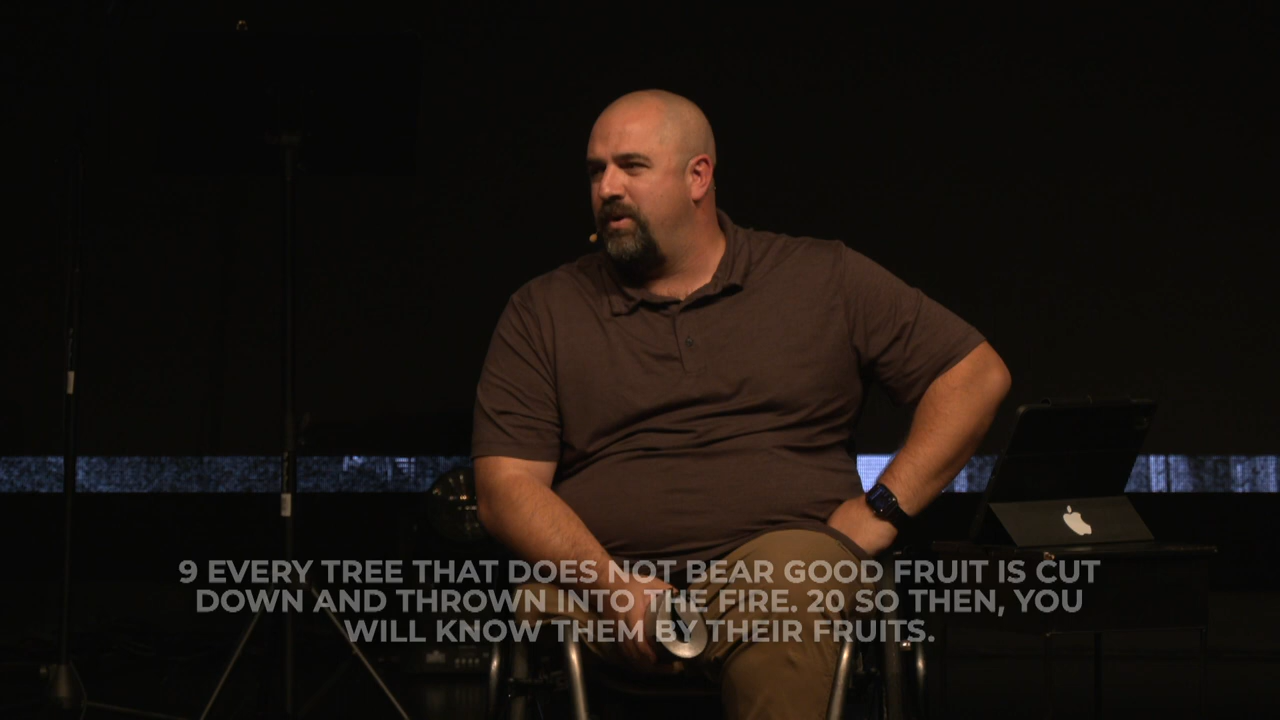 9 EVERY TREE THAT DOES NOT BEAR GOOD FRUIT IS CUT
DOWN AND THROWN INTO THE FIRE. 20 SO THEN, YOU
WILL KNOW THEM BY THEIR FRUITS.